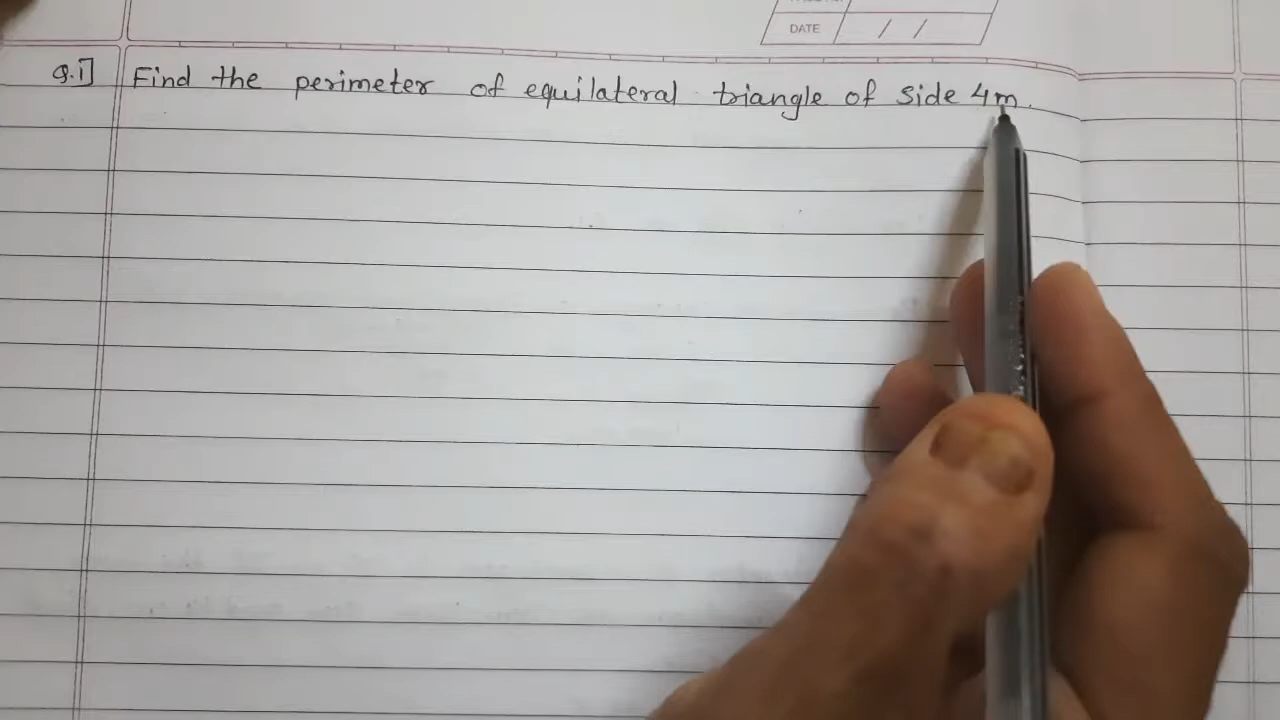 DATE / /
Q.1] Find the perimeter of equilateral triangle of side 4m.